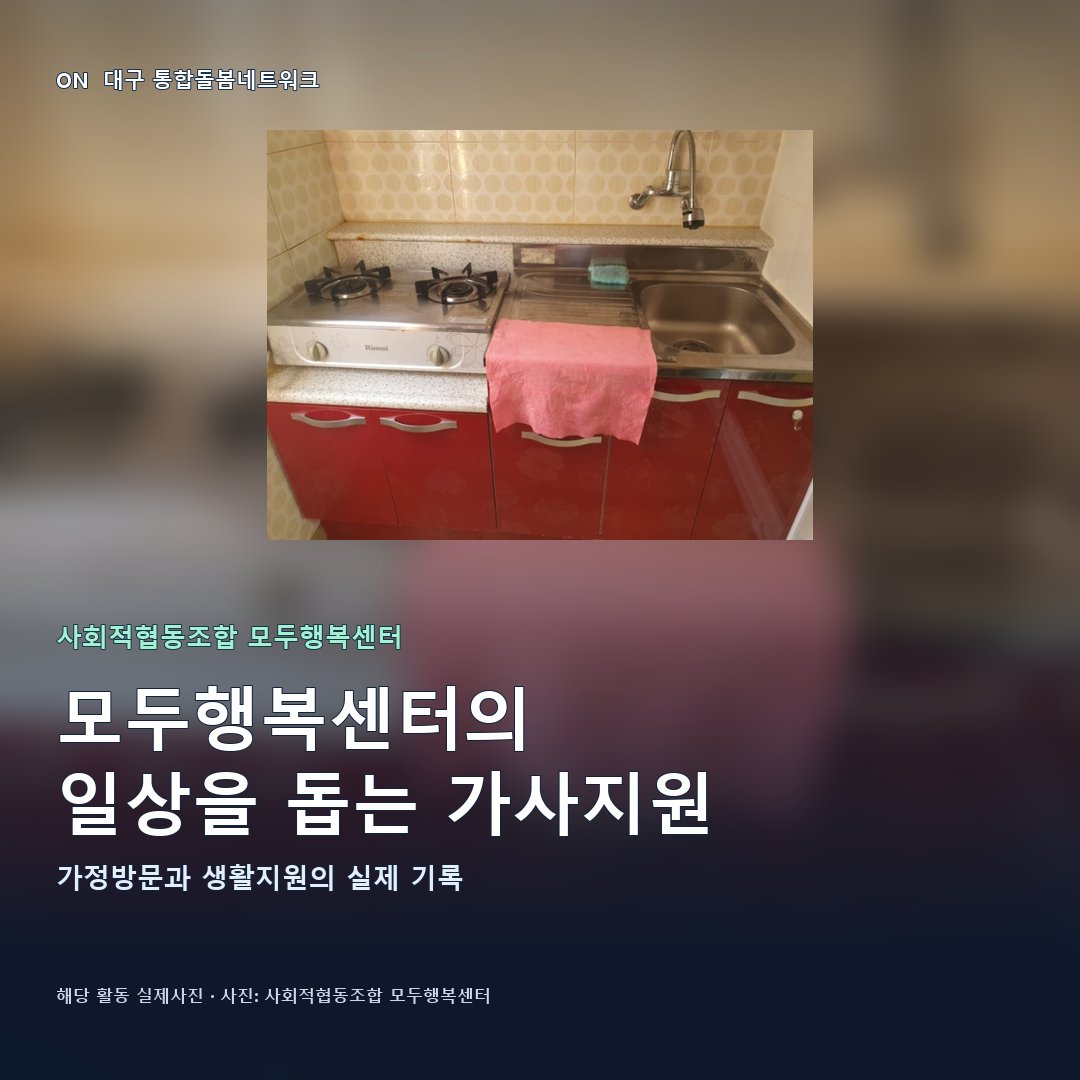 ON 대구 통합돌봄네트워크
Rinnai
사회적협동조합 모두행복센터
모두행복센터의
일상을 돕는 가사지원
가정방문과 생활지원의 실제 기록
해당 활동 실제사진 · 사진: 사회적협동조합 모두행복센터